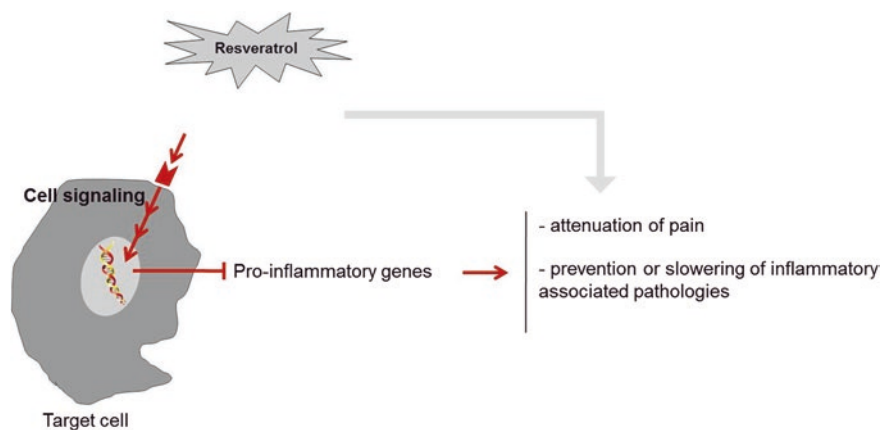 Resveratrol
Cell signaling
- attenuation of pain
Pro-inflammatory genes
- prevention or slowering of inflammatory
associated pathologies
Target cell